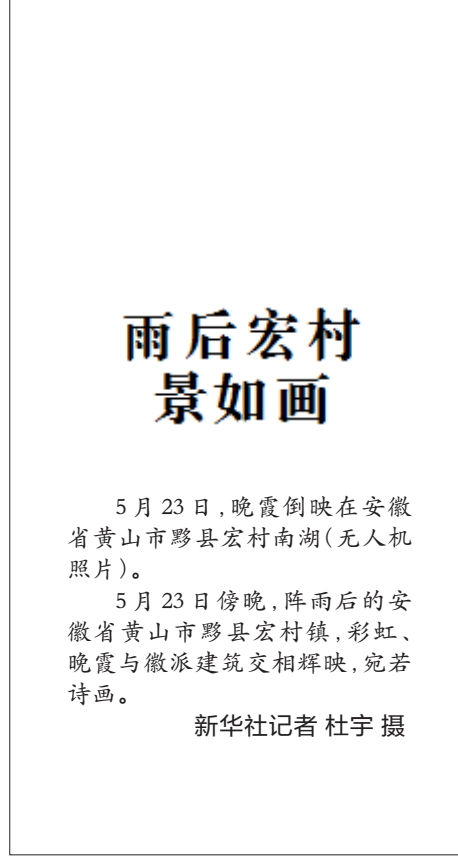 雨后宏村
景如画
5月23日,晚霞倒映在安徽
省黄山市黟县宏村南湖(无人机
照片)。
5月23日傍晚,阵雨后的安
徽省黄山市黟县宏村镇,彩虹、
晚霞与徽派建筑交相辉映,宛若
诗画。
新华社记者 杜宇 摄